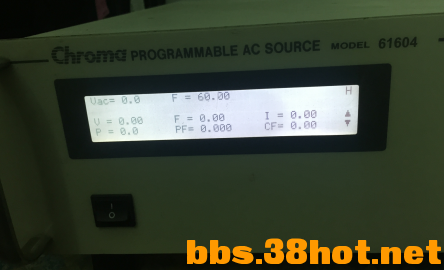 Chroma PROGRAMMABLE AC SOURCE MODEL 61604
Vac= 0.0 F = 60.00 H
V = 0.00 F = 0.00 I = 0.00
P = 0.0 PF= 0.000 CF= 0.00
bbs.38hot.net